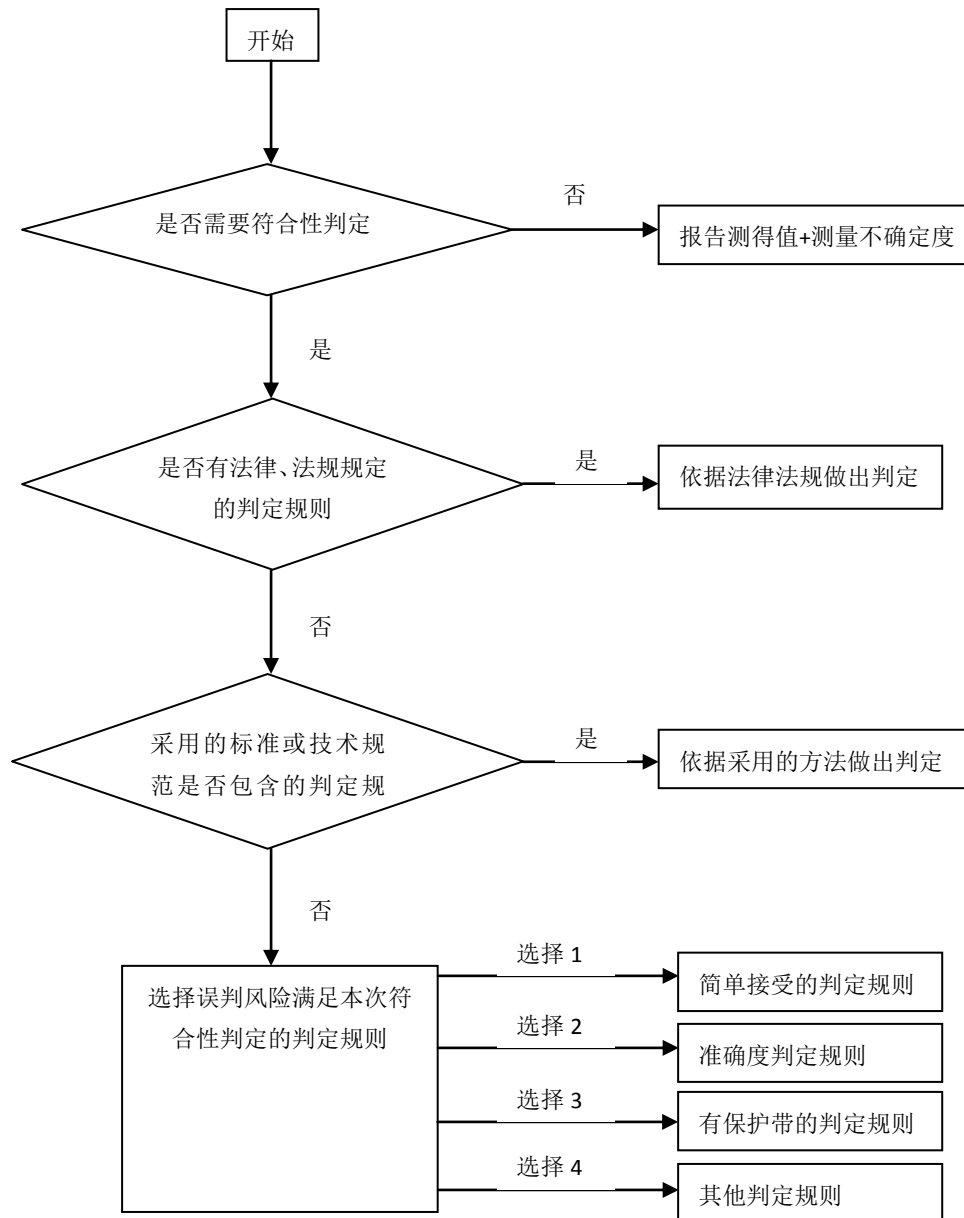 开始
是否需要符合性判定
否
报告测得值+测量不确定度
是
是否有法律、法规规定
的判定规则
是
依据法律法规做出判定
否
采用的标准或技术规
范是否包含的判定规
是
依据采用的方法做出判定
否
选择误判风险满足本次符
合性判定的判定规则
选择 1
简单接受的判定规则
选择 2
准确度判定规则
选择 3
有保护带的判定规则
选择 4
其他判定规则